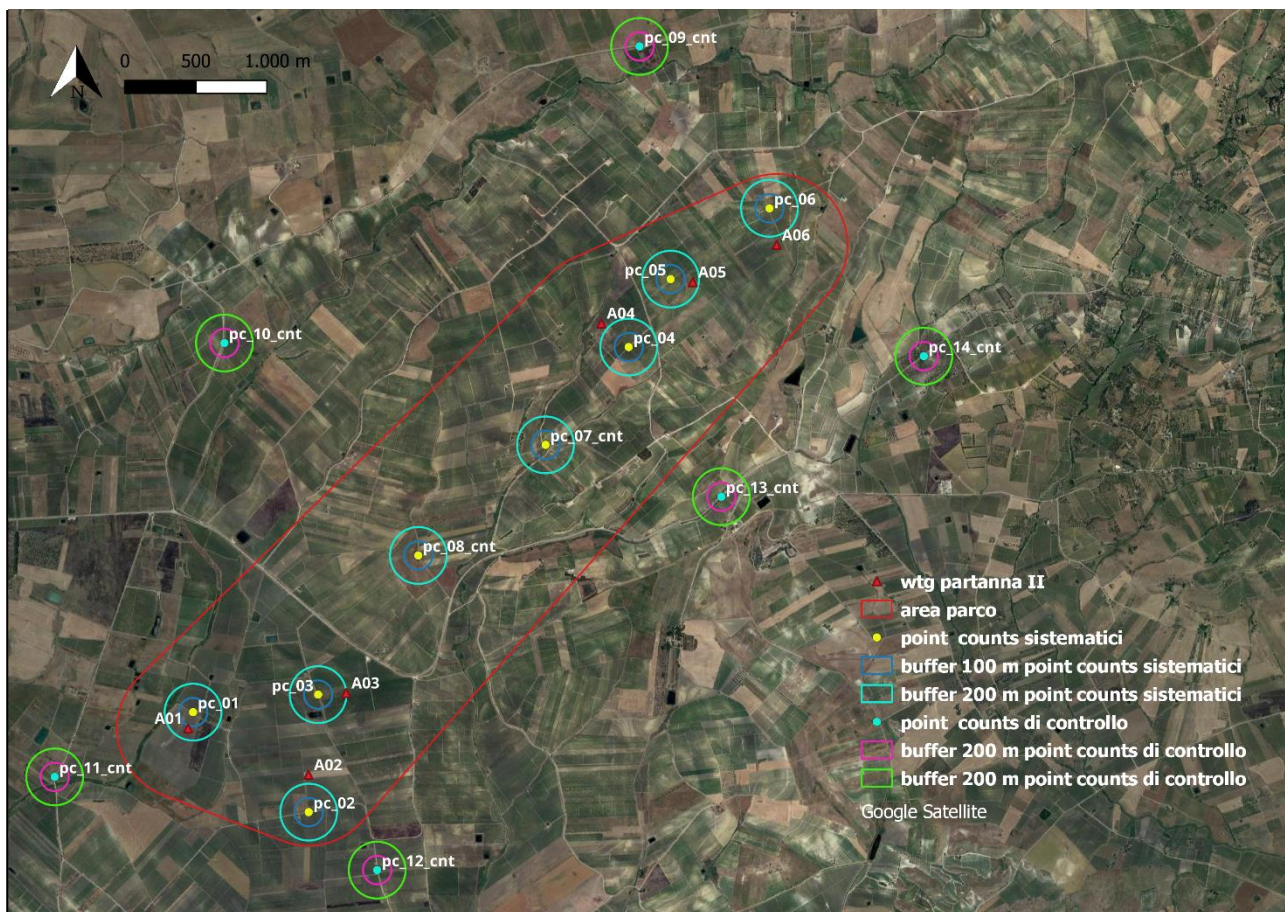 pc_09_cnt
0 500 1.000 m
N
pc_06
A06
pc_05
A05
A04
pc_04
pc_10_cnt
pc_14_cnt
pc_07_cnt
pc_13_cnt
pc_08_cnt
wtg partanna II
area parco
point counts sistematici
buffer 100 m point counts sistematici
buffer 200 m point counts sistematici
point counts di controllo
buffer 200 m point counts di controllo
buffer 200 m point counts di controllo
Google Satellite
pc_03
A03
pc_01
A01
pc_11_cnt
A02
pc_02
pc_12_cnt